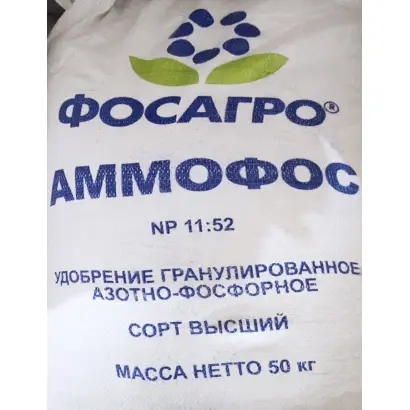 ФОСАГРО®
АММОФОС
NP 11:52
УДОБРЕНИЕ ГРАНУЛИРОВАННОЕ
АЗОТНО-ФОСФОРНОЕ
СОРТ ВЫСШИЙ
МАССА НЕТТО 50 кг